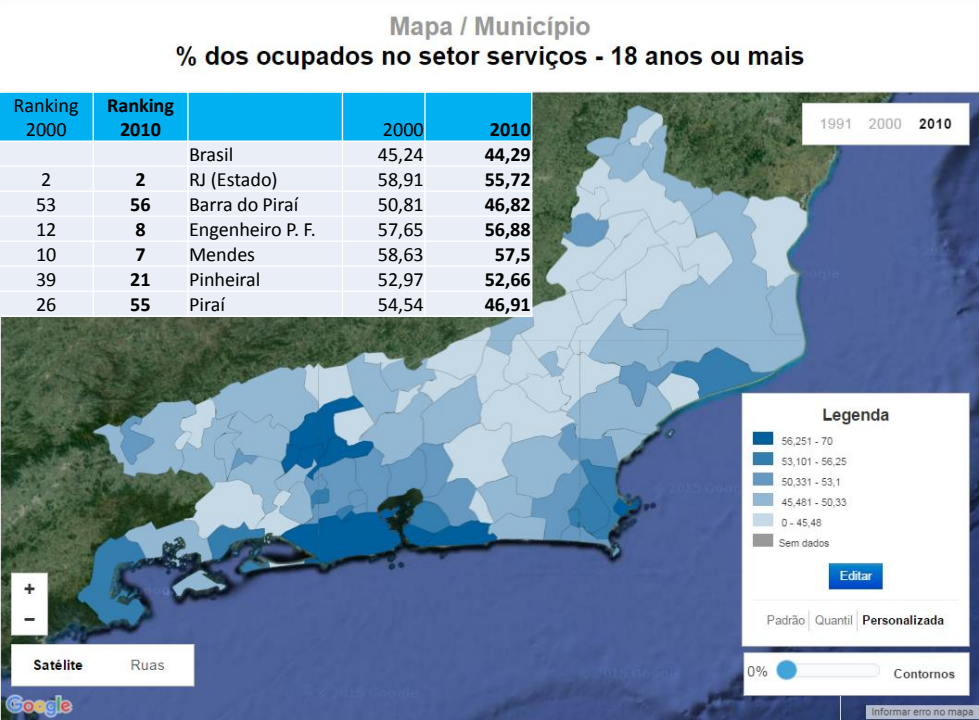 Mapa / Município
% dos ocupados no setor serviços - 18 anos ou mais
Ranking 2000 Ranking 2010 2000 2010
Brasil 45,24 44,29
2 2 RJ (Estado) 58,91 55,72
53 56 Barra do Piraí 50,81 46,82
12 8 Engenheiro P. F. 57,65 56,88
10 7 Mendes 58,63 57,5
39 21 Pinheiral 52,97 52,66
26 55 Piraí 54,54 46,91
1991 2000 2010
Legenda
56,251 - 70
53,101 - 56,25
50,331 - 53,1
45,481 - 50,33
0 - 45,48
Sem dados
Editar
Padrão Quantil Personalizada
0% Contornos
+
−
Satélite Ruas
Google
Informar erro no mapa